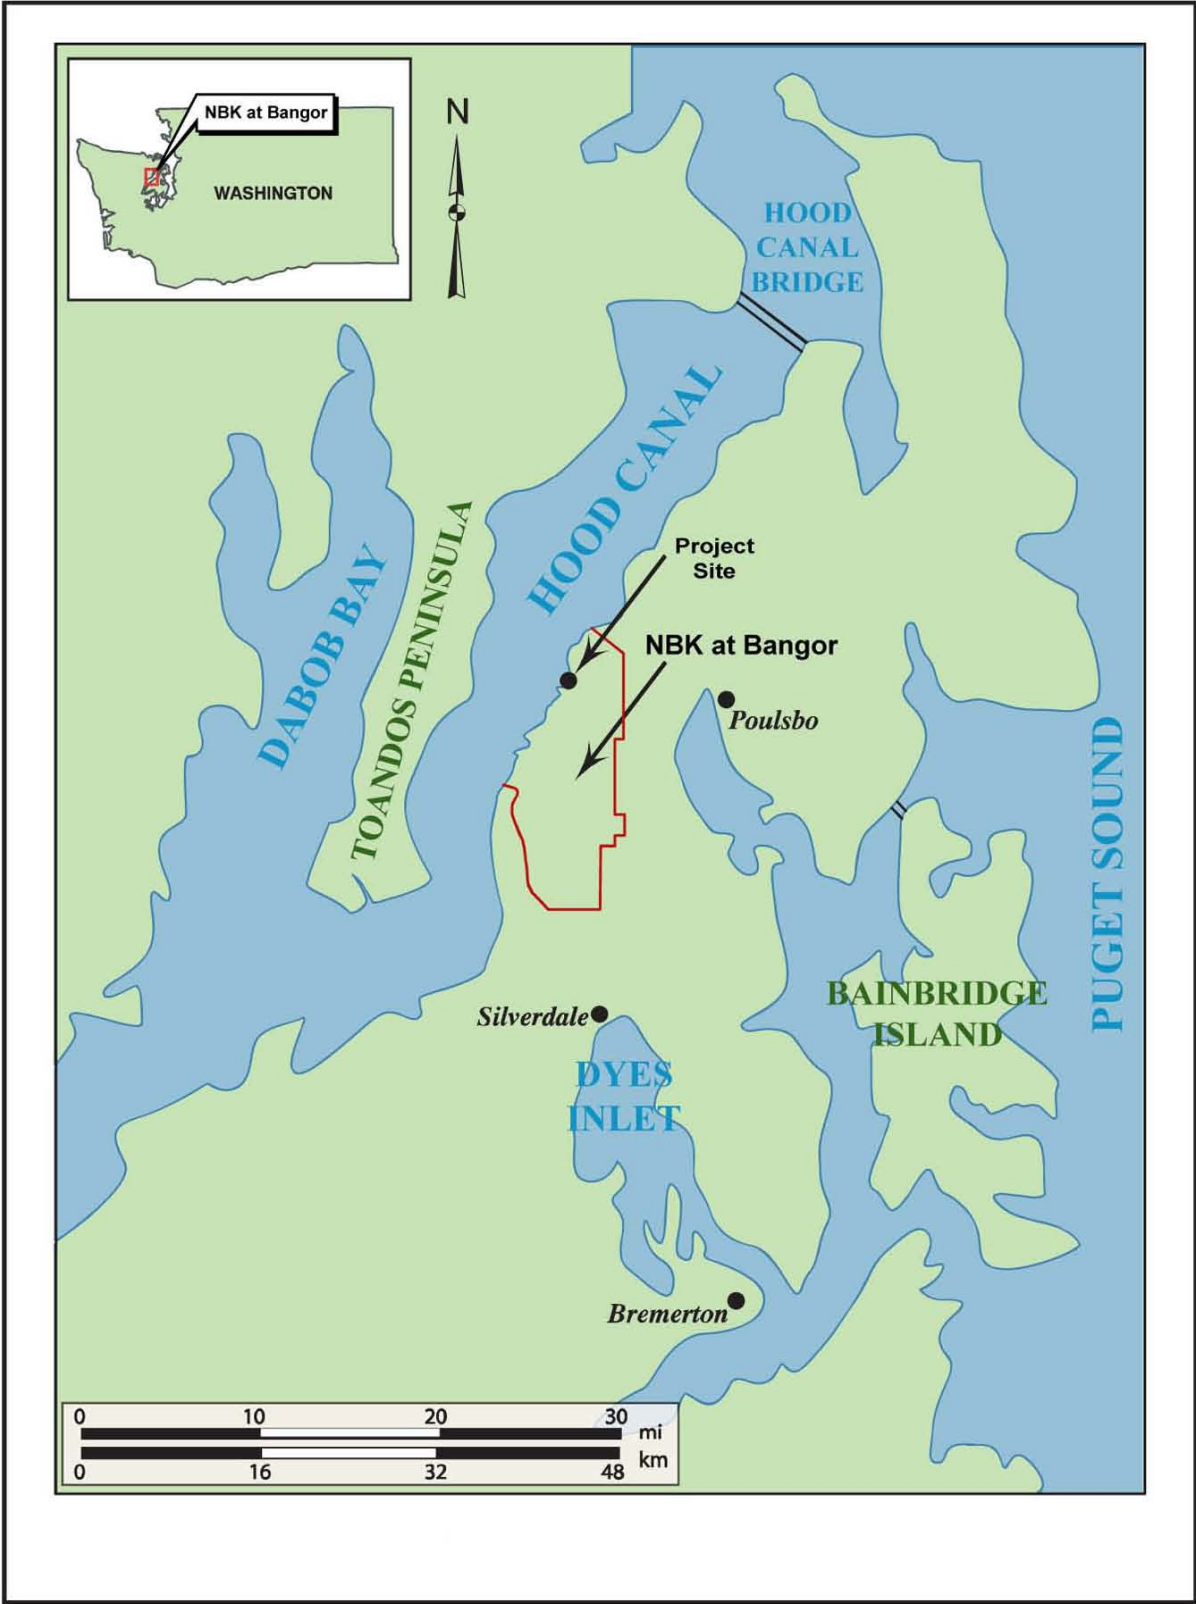 NBK at Bangor
WASHINGTON
N
HOOD
CANAL
BRIDGE
HOOD CANAL
Project
Site
NBK at Bangor
DABOB BAY
TOANDOS PENINSULA
Poulsbo
PUGET SOUND
BAINBRIDGE
ISLAND
Silverdale
DYES
INLET
Bremerton
0 10 20 30
mi
km
0 16 32 48